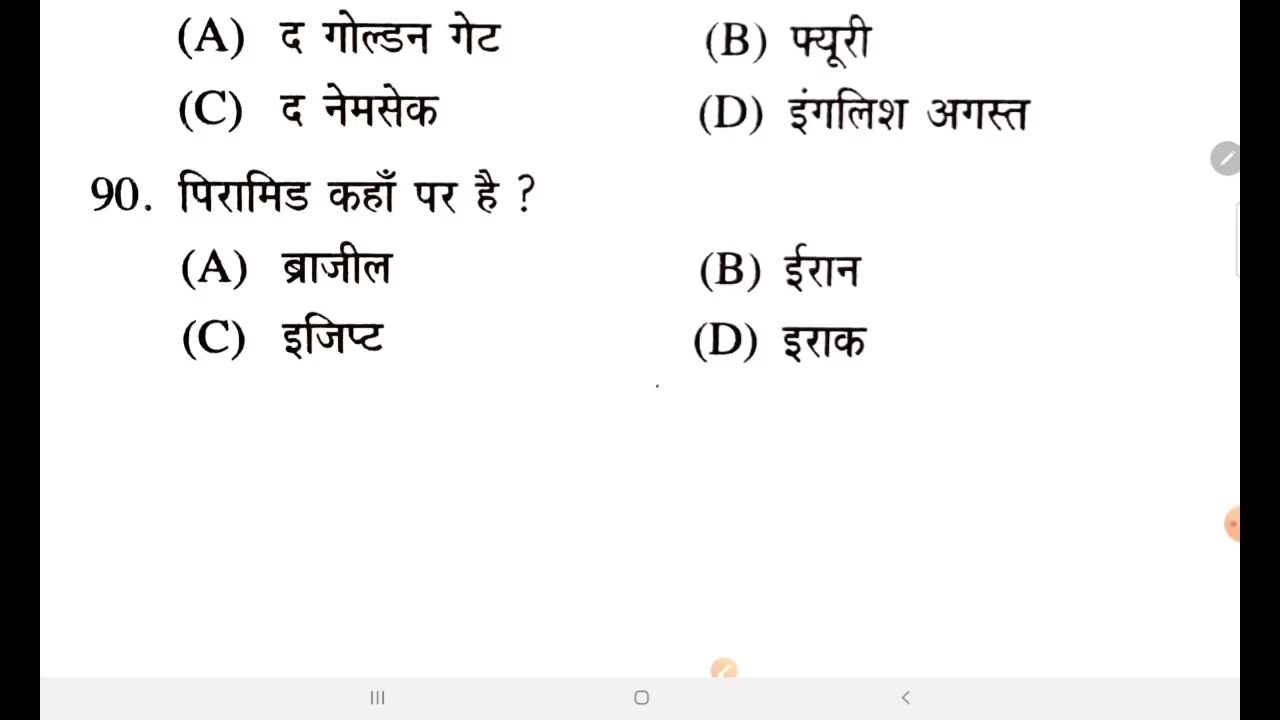 (A) द गोल्डन गेट (B) फ्यूरी
(C) द नेमसेक (D) इंगलिश अगस्त
90. पिरामिड कहाँ पर है ?
(A) ब्राजील (B) ईरान
(C) इजिप्ट (D) इराक